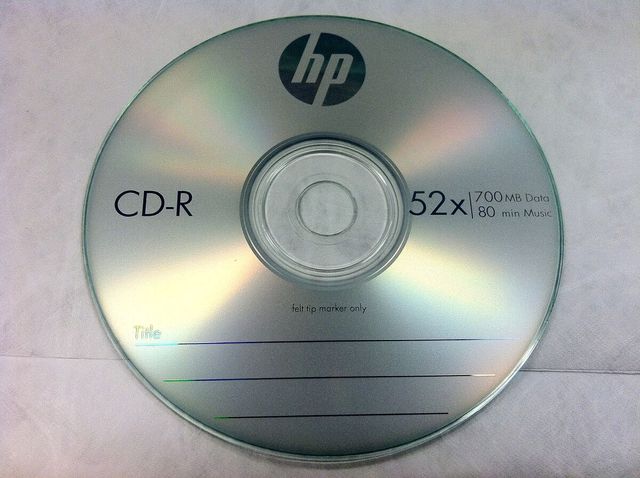 hp
CD-R
52x
700 MB Data
80 min Music
felt tip marker only
Title